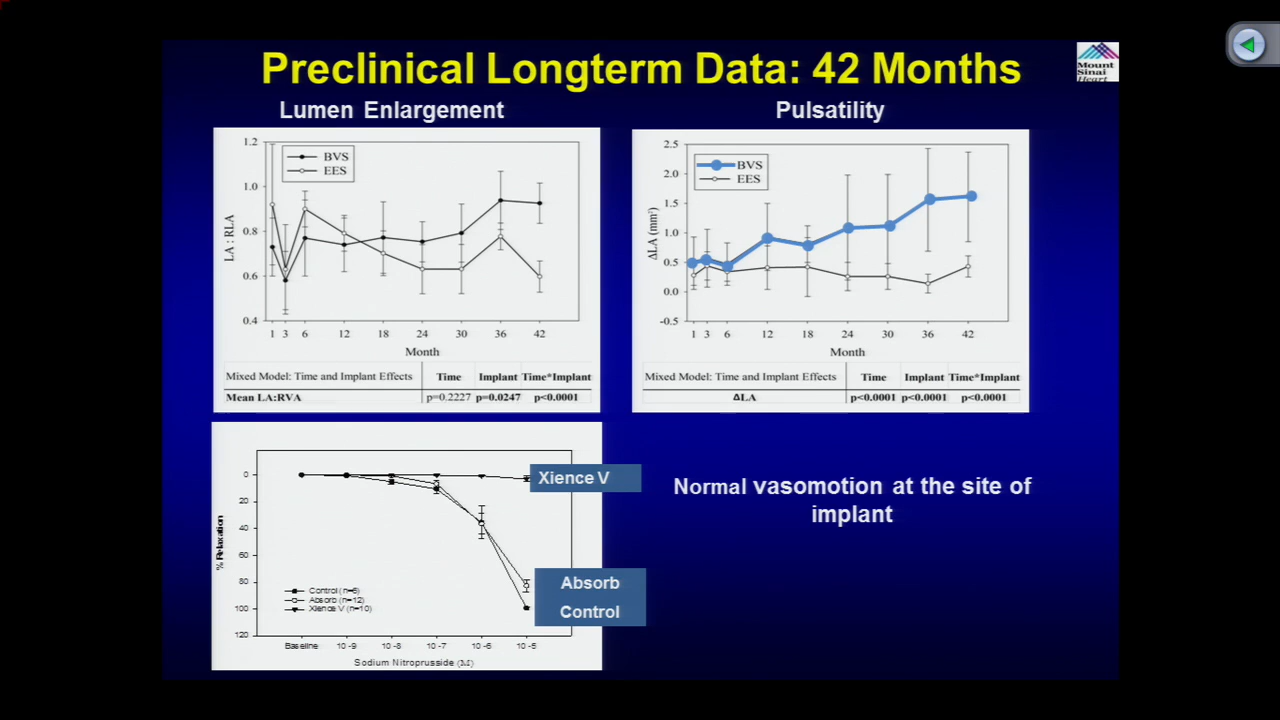 Preclinical Longterm Data: 42 Months
Mount
Sinai
Heart
Lumen Enlargement
Pulsatility
1.2
1.0
0.8
0.6
0.4
LA : RLA
BVS
EES
1 3 6 12 18 24 30 36 42
Month
Mixed Model: Time and Implant Effects Time Implant Time*Implant
Mean LA:RVA p=0.2227 p=0.0247 p<0.0001
2.5
2.0
1.5
1.0
0.5
0.0
-0.5
ΔLA (mm²)
BVS
EES
1 3 6 12 18 24 30 36 42
Month
Mixed Model: Time and Implant Effects Time Implant Time*Implant
ΔLA p<0.0001 p<0.0001 p<0.0001
0
20
40
60
80
100
120
% Relaxation
Control (n=6)
Absorb (n=12)
Xience V (n=10)
Baseline 10 -9 10 -8 10 -7 10 -6 10 -5
Sodium Nitroprusside (M)
Xience V
Absorb
Control
Normal vasomotion at the site of
implant